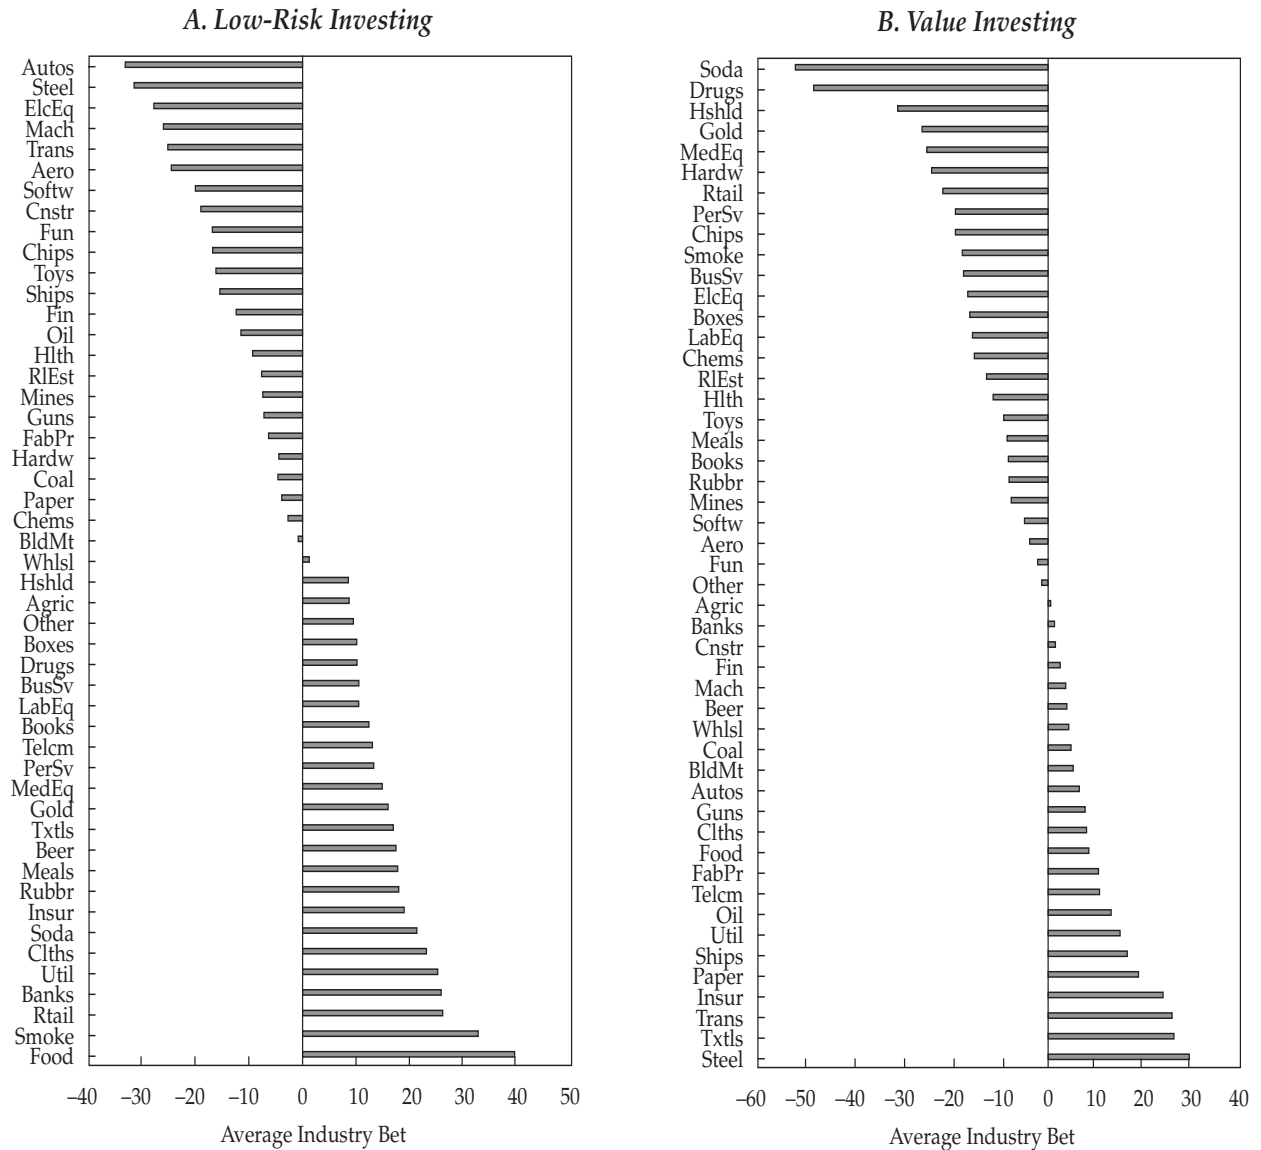 A. Low-Risk Investing
Autos
Steel
ElcEq
Mach
Trans
Aero
Softw
Cnstr
Fun
Chips
Toys
Ships
Fin
Oil
Hlth
RlEst
Mines
Guns
FabPr
Hardw
Coal
Paper
Chems
BldMt
Whlsl
Hshld
Agric
Other
Boxes
Drugs
BusSv
LabEq
Books
Telcm
PerSv
MedEq
Gold
Txtls
Beer
Meals
Rubbr
Insur
Soda
Clths
Util
Banks
Rtail
Smoke
Food
–40 –30 –20 –10 0 10 20 30 40 50
Average Industry Bet
B. Value Investing
Soda
Drugs
Hshld
Gold
MedEq
Hardw
Rtail
PerSv
Chips
Smoke
BusSv
ElcEq
Boxes
LabEq
Chems
RlEst
Hlth
Toys
Meals
Books
Rubbr
Mines
Softw
Aero
Fun
Other
Agric
Banks
Cnstr
Fin
Mach
Beer
Whlsl
Coal
BldMt
Autos
Guns
Clths
Food
FabPr
Telcm
Oil
Util
Ships
Paper
Insur
Trans
Txtls
Steel
–60 –50 –40 –30 –20 –10 0 10 20 30 40
Average Industry Bet